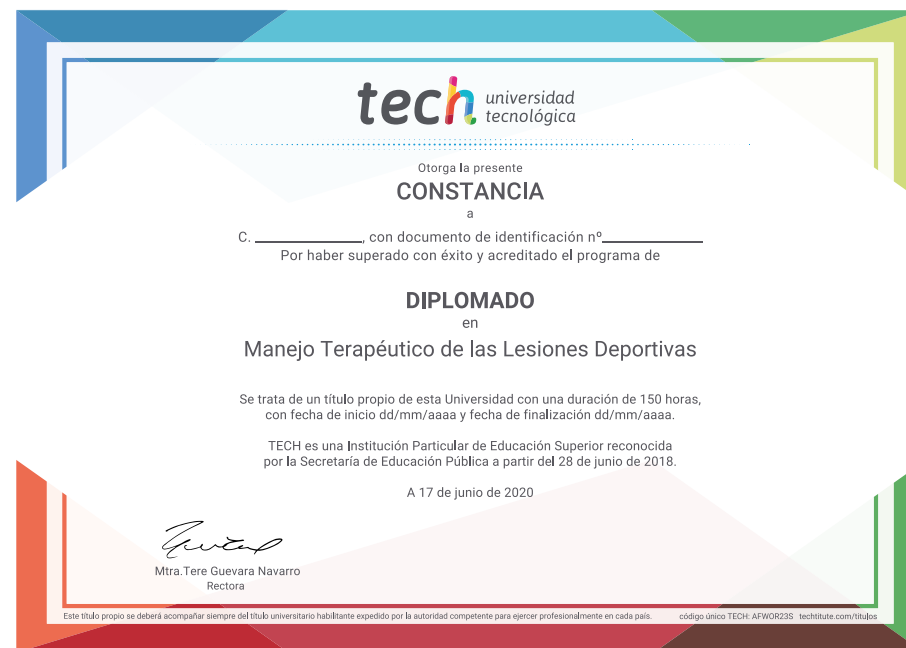 tech universidad
tecnológica
Otorga la presente
CONSTANCIA
a
C. ____________, con documento de identificación nº____________
Por haber superado con éxito y acreditado el programa de
DIPLOMADO
en
Manejo Terapéutico de las Lesiones Deportivas
Se trata de un título propio de esta Universidad con una duración de 150 horas,
con fecha de inicio dd/mm/aaaa y fecha de finalización dd/mm/aaaa.
TECH es una Institución Particular de Educación Superior reconocida
por la Secretaría de Educación Pública a partir del 28 de junio de 2018.
A 17 de junio de 2020
Mtra.Tere Guevara Navarro
Rectora
Este título propio se deberá acompañar siempre del título universitario habilitante expedido por la autoridad competente para ejercer profesionalmente en cada país. código único TECH: AFWOR23S techtitute.com/titulos